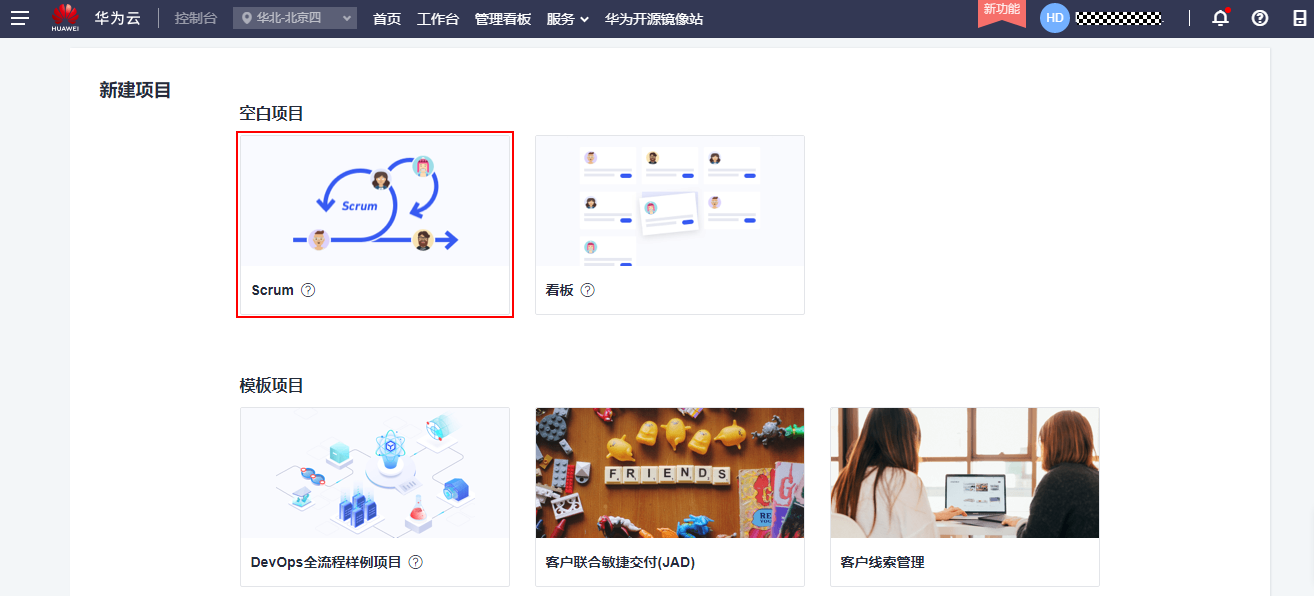 HUAWEI
华为云
控制台
华北-北京四
首页
工作台
管理看板
服务
华为开源镜像站
新功能
HD
新建项目
空白项目
Scrum
Scrum
看板
模板项目
FRIENDS
DevOps全流程样例项目
客户联合敏捷交付(JAD)
客户线索管理